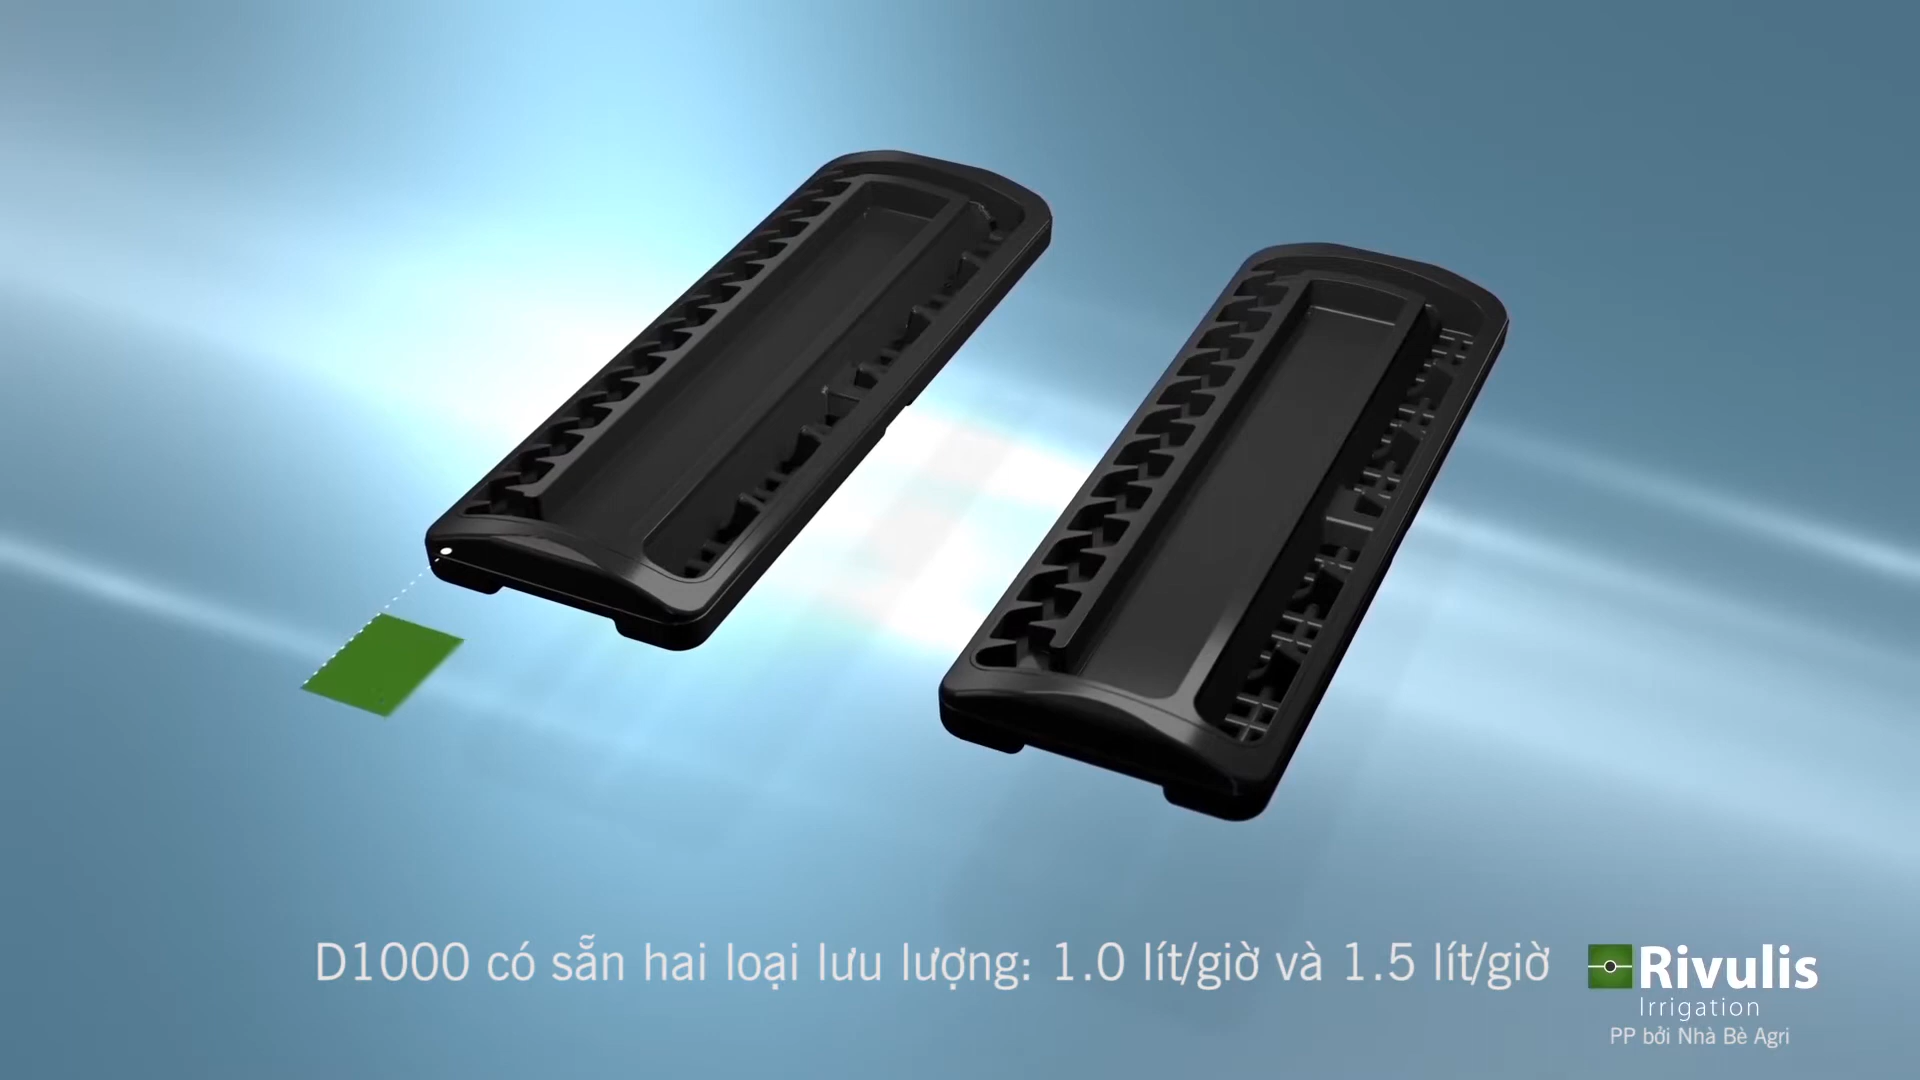 D1000 có sẵn hai loại lưu lượng: 1.0 lít/giờ và 1.5 lít/giờ
Rivulis
Irrigation
PP bởi Nhà Bè Agri